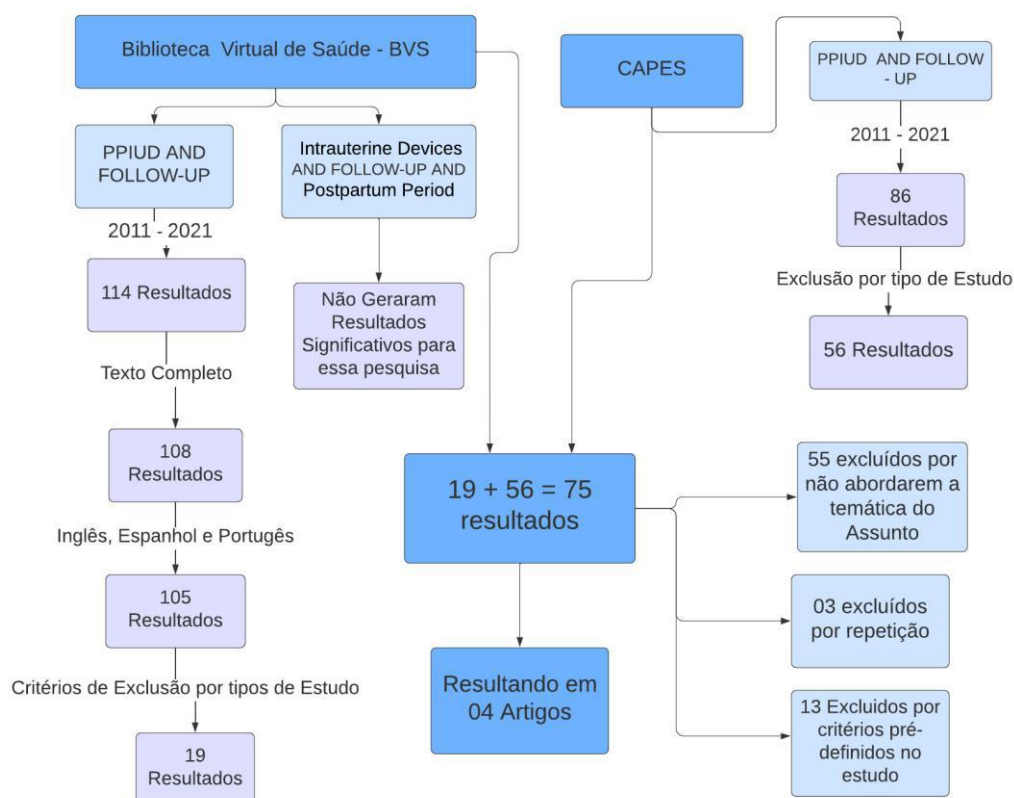 Biblioteca Virtual de Saúde - BVS
PPIUD AND
FOLLOW-UP
Intrauterine Devices
AND FOLLOW-UP AND
Postpartum Period
2011 - 2021
114 Resultados
Não Geraram
Resultados
Significativos para
essa pesquisa
Texto Completo
108
Resultados
Inglês, Espanhol e Portugês
105
Resultados
Critérios de Exclusão por tipos de Estudo
19
Resultados
CAPES
PPIUD AND FOLLOW
- UP
2011 - 2021
86
Resultados
Exclusão por tipo de Estudo
56 Resultados
19 + 56 = 75
resultados
55 excluídos por
não abordarem a
temática do
Assunto
03 excluídos
por repetição
13 Excluidos por
critérios pré-
definidos no
estudo
Resultando em
04 Artigos